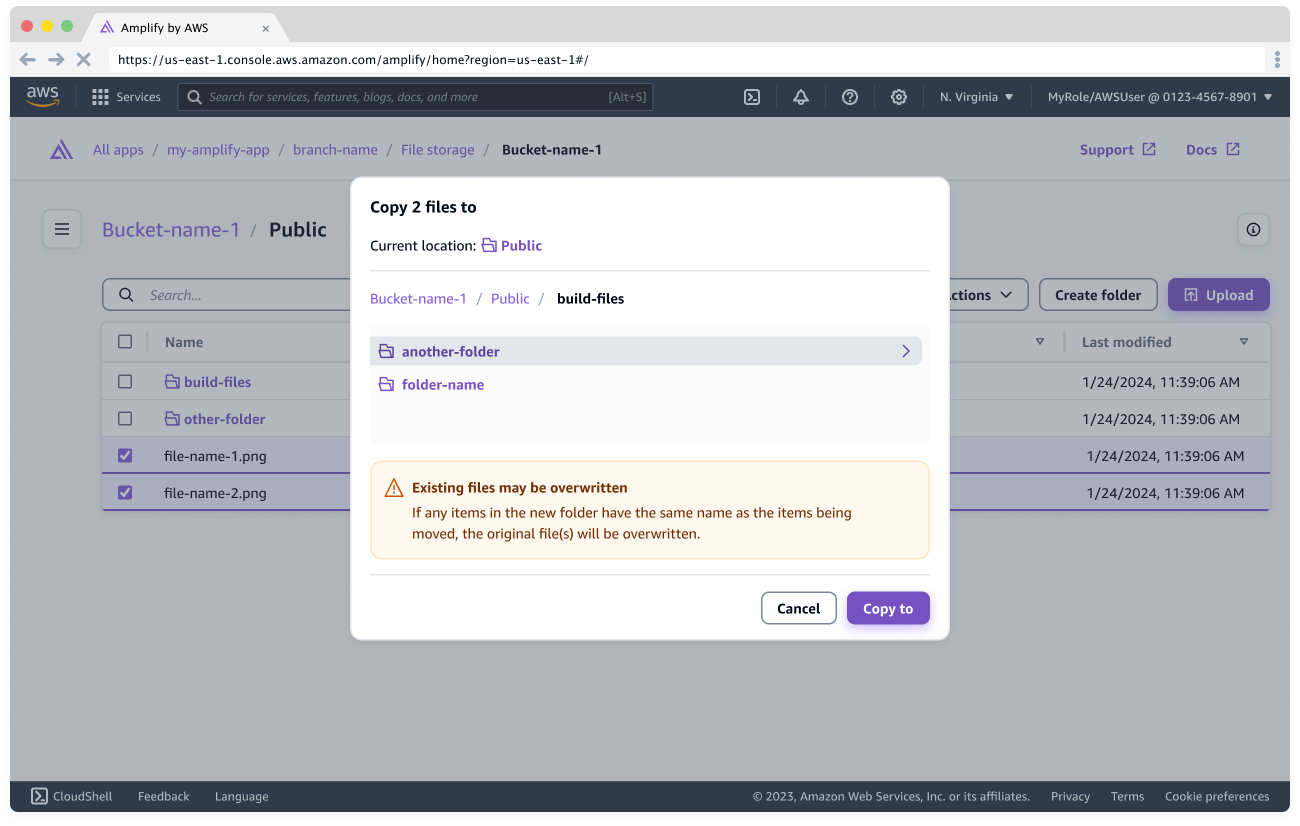 Amplify by AWS
https://us-east-1.console.aws.amazon.com/amplify/home?region=us-east-1#/
aws Services Search for services, features, blogs, docs, and more [Alt+S] N. Virginia MyRole/AWSUser @ 0123-4567-8901
All apps / my-amplify-app / branch-name / File storage / Bucket-name-1 Support Docs
Bucket-name-1 / Public
Search... Create folder Upload
Name Last modified
build-files 1/24/2024, 11:39:06 AM
other-folder 1/24/2024, 11:39:06 AM
file-name-1.png 1/24/2024, 11:39:06 AM
file-name-2.png 1/24/2024, 11:39:06 AM
Copy 2 files to
Current location: Public
Bucket-name-1 / Public / build-files
another-folder
folder-name
Existing files may be overwritten
If any items in the new folder have the same name as the items being
moved, the original file(s) will be overwritten.
Cancel Copy to
CloudShell Feedback Language © 2023, Amazon Web Services, Inc. or its affiliates. Privacy Terms Cookie preferences